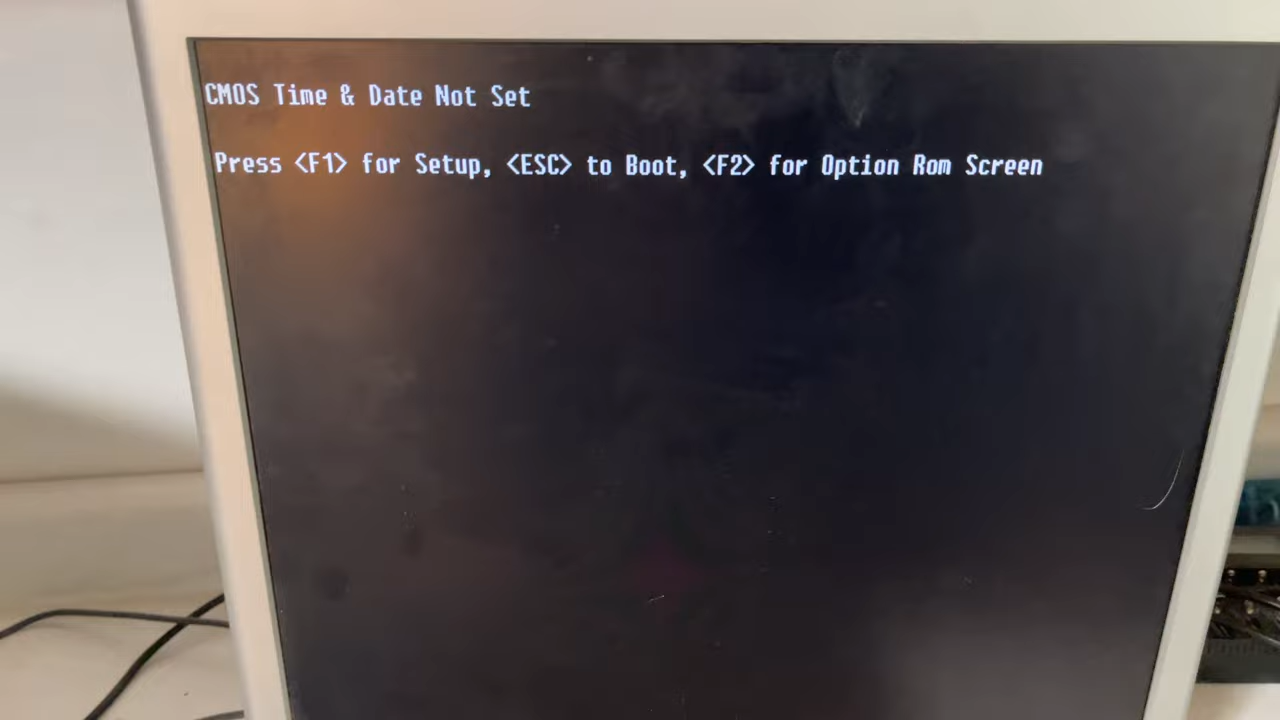 CMOS Time & Date Not Set
Press <F1> for Setup, <ESC> to Boot, <F2> for Option Rom Screen